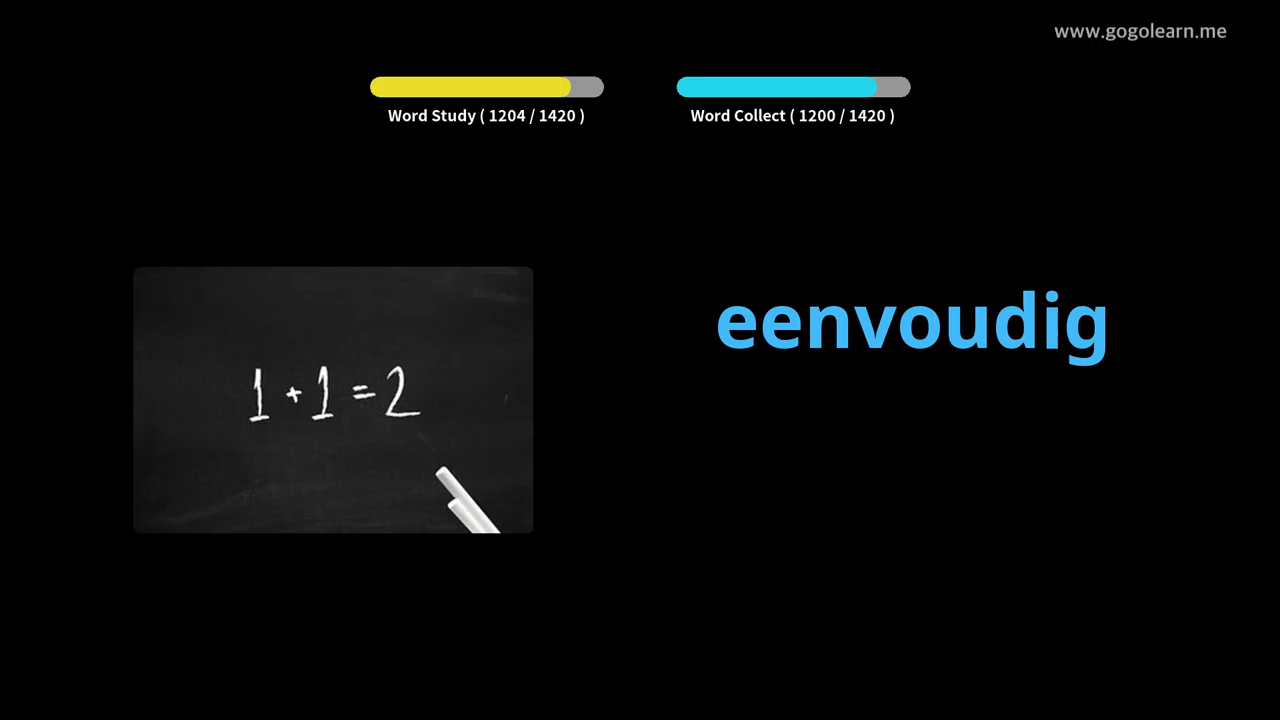 www.gogolearn.me
Word Study ( 1204 / 1420 )
Word Collect ( 1200 / 1420 )
eenvoudig
1 + 1 = 2